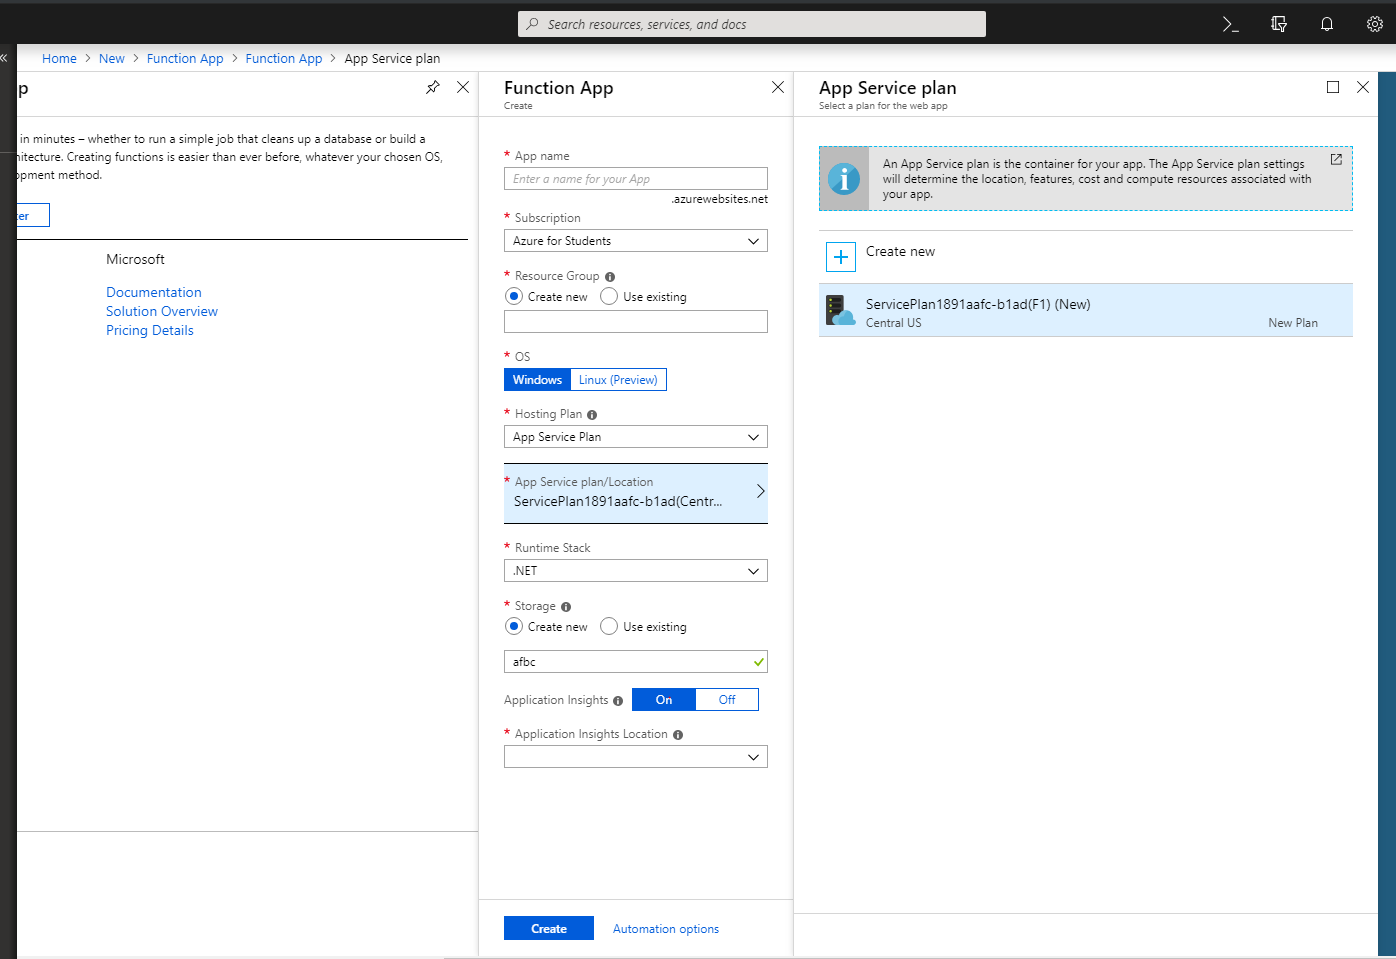 Search resources, services, and docs
Home > New > Function App > Function App > App Service plan
p
in minutes – whether to run a simple job that cleans up a database or build a
hitecture. Creating functions is easier than ever before, whatever your chosen OS,
opment method.
ter
Microsoft
Documentation
Solution Overview
Pricing Details
Function App
Create
* App name
Enter a name for your App
.azurewebsites.net
* Subscription
Azure for Students
* Resource Group
Create new Use existing
* OS
Windows Linux (Preview)
* Hosting Plan
App Service Plan
* App Service plan/Location
ServicePlan1891aafc-b1ad(Centr...
* Runtime Stack
.NET
* Storage
Create new Use existing
afbc
Application Insights On Off
* Application Insights Location
Create Automation options
App Service plan
Select a plan for the web app
An App Service plan is the container for your app. The App Service plan settings
will determine the location, features, cost and compute resources associated with
your app.
Create new
ServicePlan1891aafc-b1ad(F1) (New)
Central US New Plan